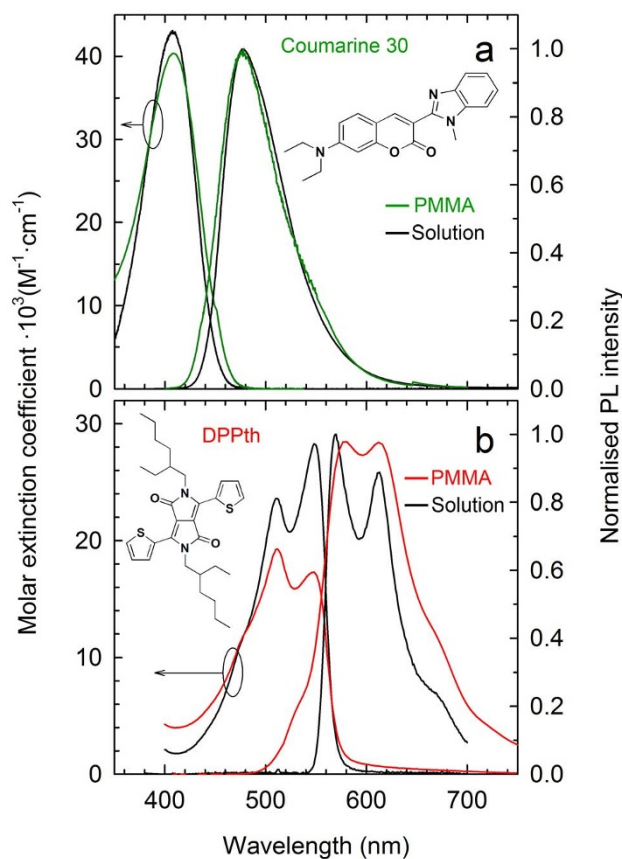 Coumarine 30
a
N
N
N
O
O
PMMA
Solution
40
30
20
10
0
1.0
0.8
0.6
0.4
0.2
0.0
DPPth
b
N
O
S
S
O
N
PMMA
Solution
30
20
10
0
1.0
0.8
0.6
0.4
0.2
0.0
400
500
600
700
Molar extinction coefficient ·10³(M⁻¹·cm⁻¹)
Normalised PL intensity
Wavelength (nm)